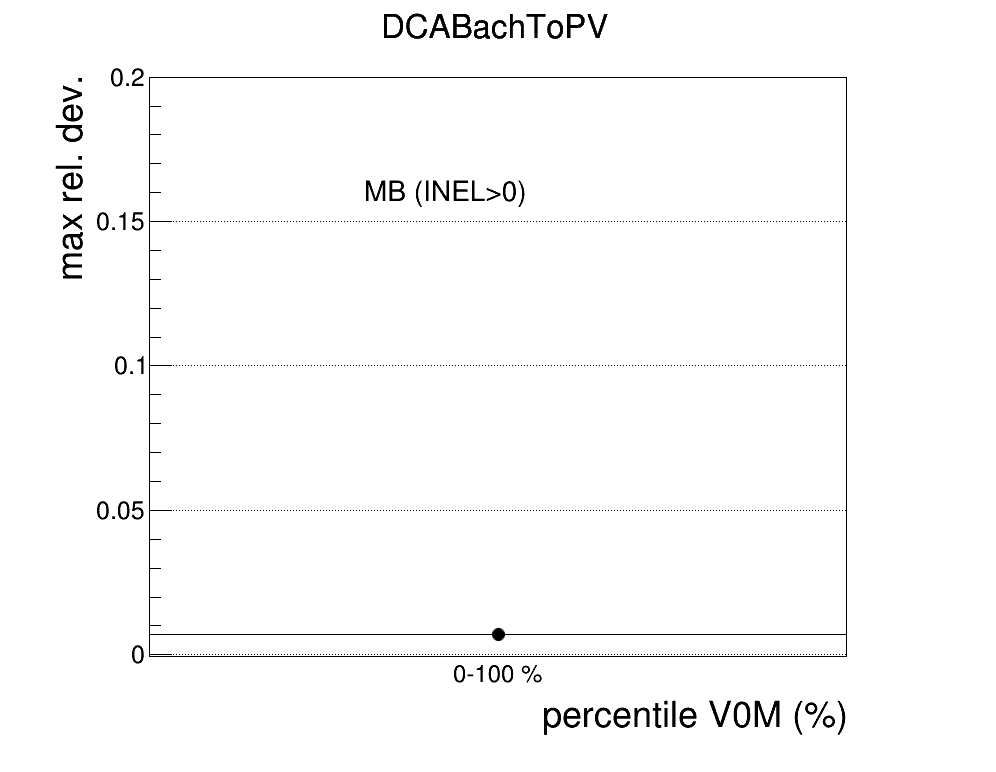 DCABachToPV
max rel. dev.
0.2
MB (INEL>0)
0.15
0.1
0.05
0
0-100 %
percentile V0M (%)